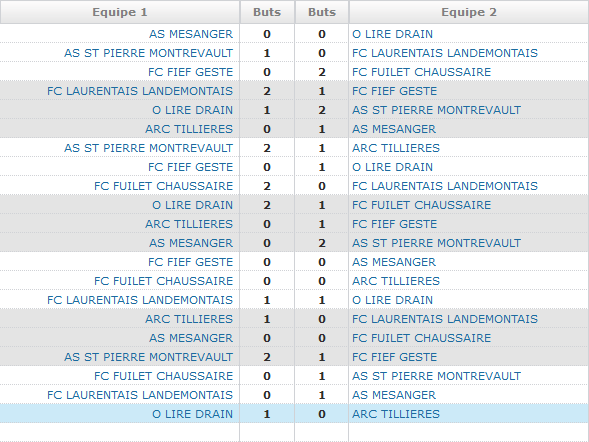 Equipe 1 Buts Buts Equipe 2
AS MESANGER 0 0 O LIRE DRAIN
AS ST PIERRE MONTREVAULT 1 0 FC LAURENTAIS LANDEMONTAIS
FC FIEF GESTE 0 2 FC FUILET CHAUSSAIRE
FC LAURENTAIS LANDEMONTAIS 2 1 FC FIEF GESTE
O LIRE DRAIN 1 2 AS ST PIERRE MONTREVAULT
ARC TILLIERES 0 1 AS MESANGER
AS ST PIERRE MONTREVAULT 2 1 ARC TILLIERES
FC FIEF GESTE 0 1 O LIRE DRAIN
FC FUILET CHAUSSAIRE 2 0 FC LAURENTAIS LANDEMONTAIS
O LIRE DRAIN 2 1 FC FUILET CHAUSSAIRE
ARC TILLIERES 0 1 FC FIEF GESTE
AS MESANGER 0 2 AS ST PIERRE MONTREVAULT
FC FIEF GESTE 0 0 AS MESANGER
FC FUILET CHAUSSAIRE 0 0 ARC TILLIERES
FC LAURENTAIS LANDEMONTAIS 1 1 O LIRE DRAIN
ARC TILLIERES 1 0 FC LAURENTAIS LANDEMONTAIS
AS MESANGER 0 0 FC FUILET CHAUSSAIRE
AS ST PIERRE MONTREVAULT 2 1 FC FIEF GESTE
FC FUILET CHAUSSAIRE 0 1 AS ST PIERRE MONTREVAULT
FC LAURENTAIS LANDEMONTAIS 0 1 AS MESANGER
O LIRE DRAIN 1 0 ARC TILLIERES